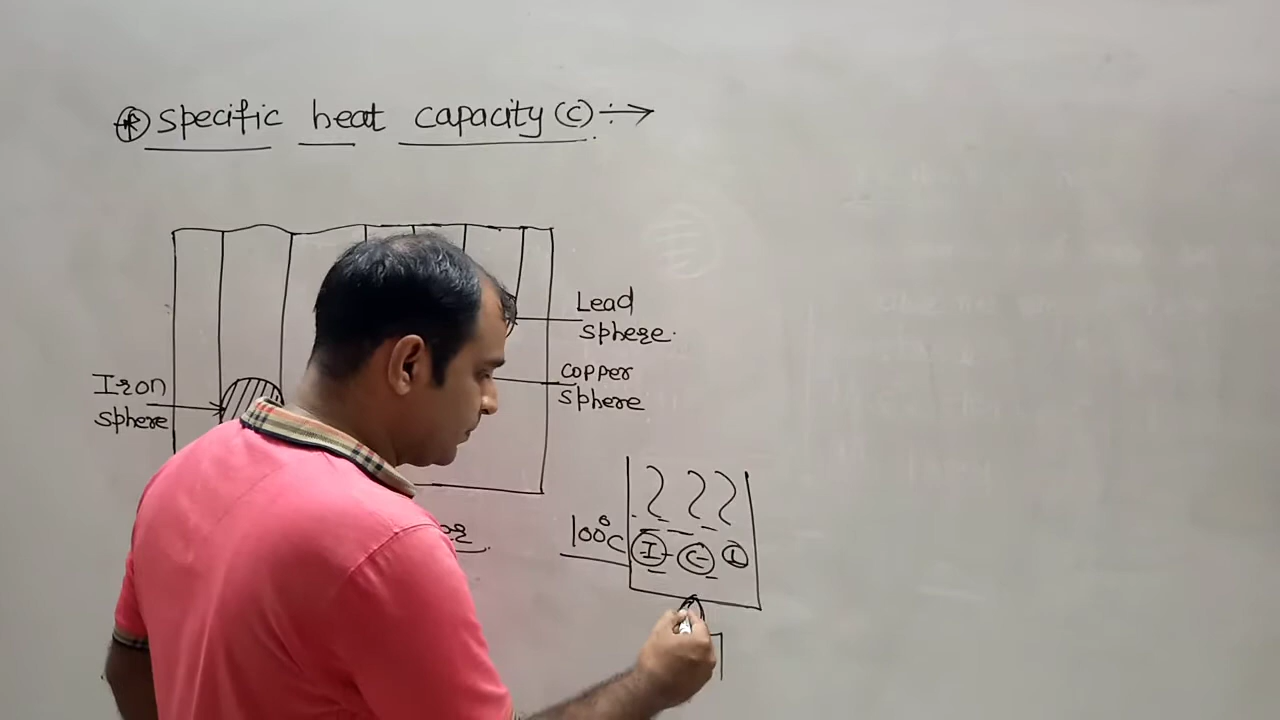 * specific heat capacity (c) ÷→
Lead
sphere.
copper
sphere
Iron
sphere
100°C
I C L